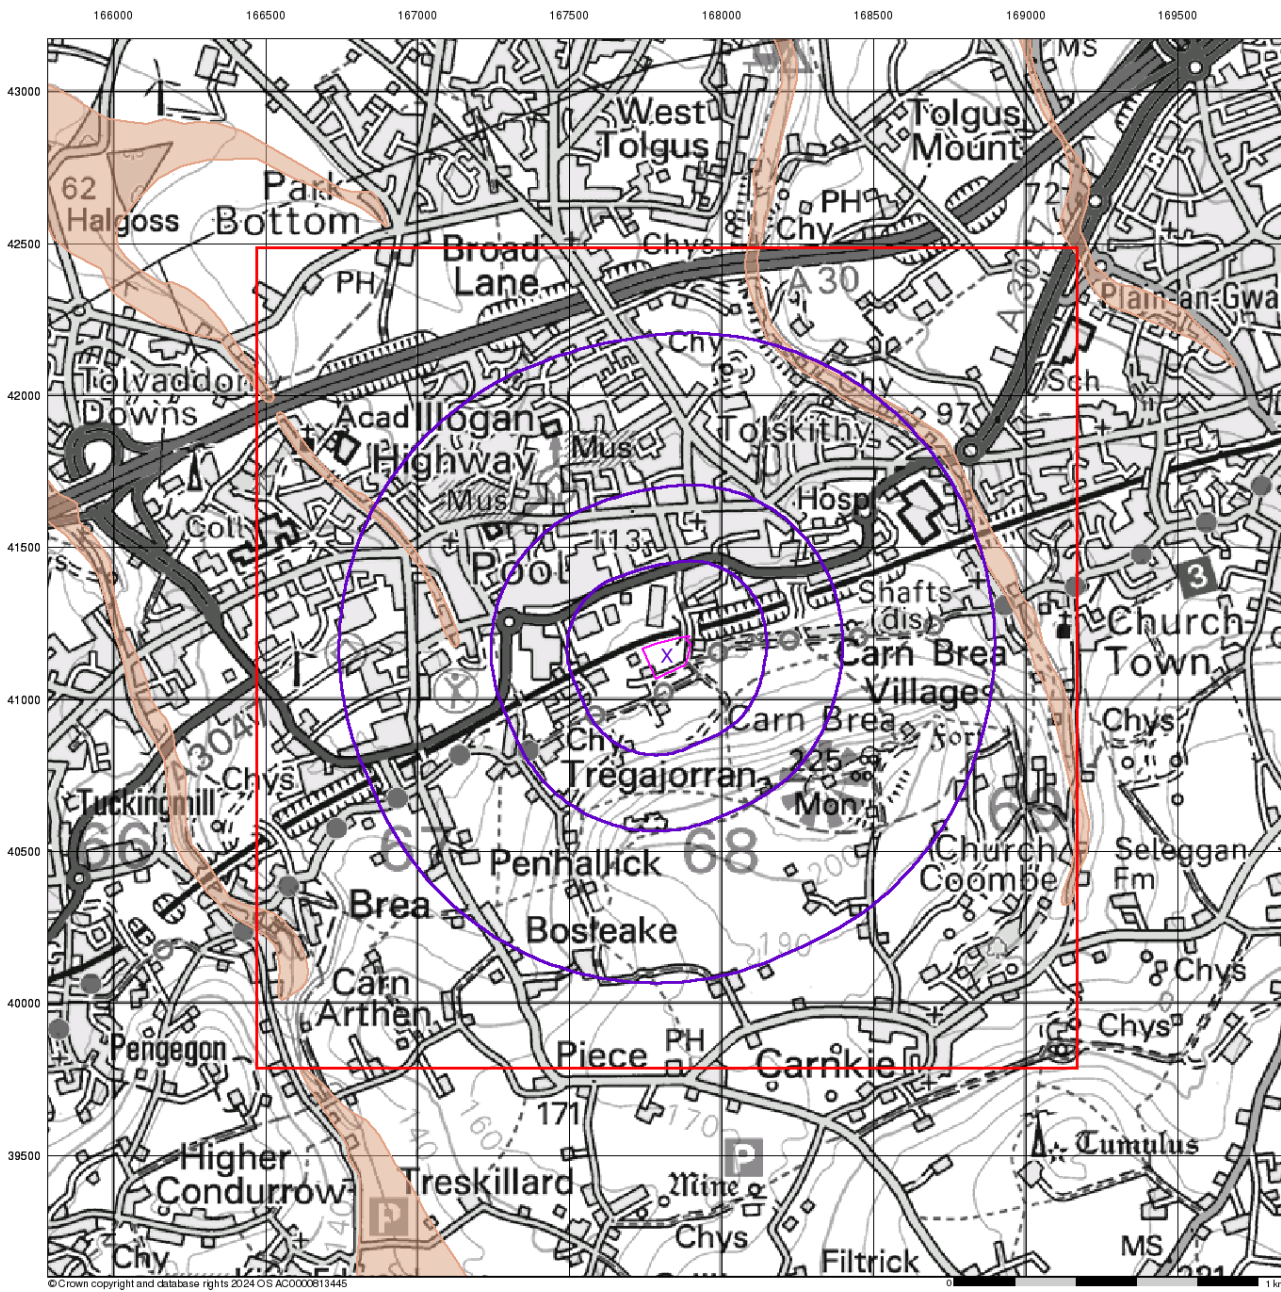 166000 166500 167000 167500 168000 168500 169000 169500
43000
42500
42000
41500
41000
40500
40000
39500
MS
West
Tolgus
Tolgus
Mount
62
Halgoss
Park
Bottom
PH
Chy
72
Broad
Lane
Chys
PH
A 30
A 3047
Plain-an-Gwa
Tolvaddon
Downs
Chy
Chy
Sch
Acad
Illogan
Highway
Mus
Mus
Tolskithy
97
Coll
Hosp
113
Pool
3
Shafts
(dis)
Church
Town
X
Carn Brea
Village
Carn Brea
Fort
Chys
A 304
Chys
Chy
Tregajorran
225
Mon
Tuckingmill
66
67
68
69
Penhallick
200
Church
Coombe
Seleggan
Fm
Brea
Bosleake
190
Chys
Carn
Arthen
Pengegon
PH
Piece
Carnkie
Chys
171
160
170
140
Higher
Condurrow
Treskillard
P
Mine
Tumulus
P
140
Chys
Chy
Filtrick
MS
221
© Crown copyright and database rights 2024 OS AC0000813445
0 1 k